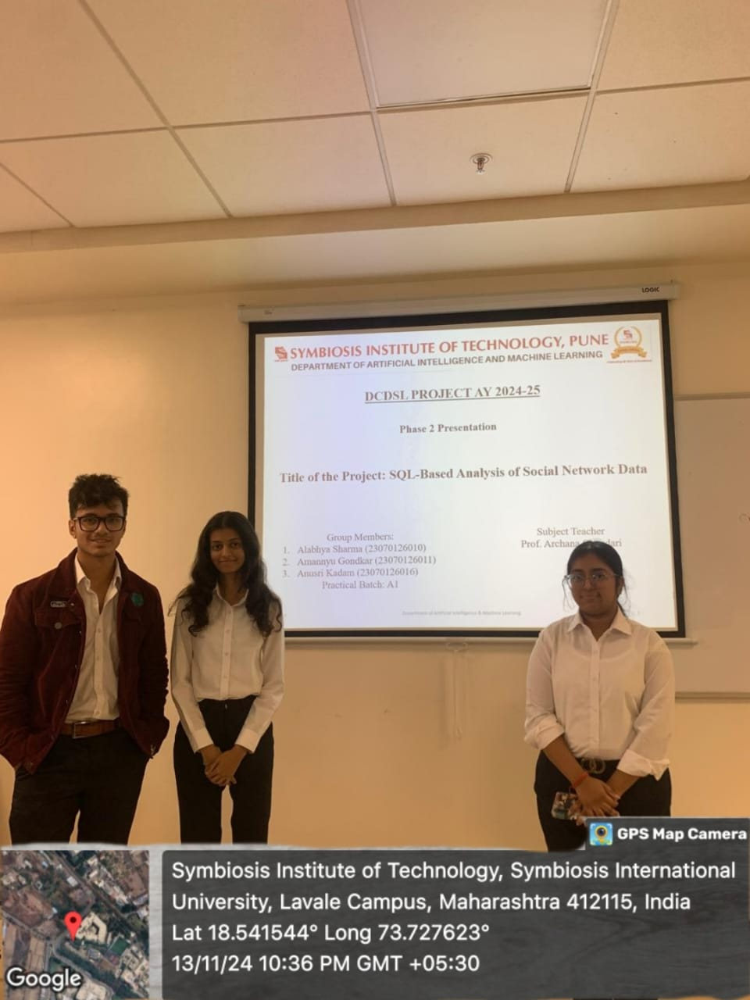 LOGIC
SYMBIOSIS INSTITUTE OF TECHNOLOGY, PUNE
DEPARTMENT OF ARTIFICIAL INTELLIGENCE AND MACHINE LEARNING
DCDSL PROJECT AY 2024-25
Phase 2 Presentation
Title of the Project: SQL-Based Analysis of Social Network Data
Group Members:
1. Alabhya Sharma (23070126010)
2. Amannyu Gondkar (23070126011)
3. Anusri Kadam (23070126016)
Practical Batch: A1
Subject Teacher
Prof. Archana
Department of Artificial Intelligence & Machine Learning
GPS Map Camera
Symbiosis Institute of Technology, Symbiosis International
University, Lavale Campus, Maharashtra 412115, India
Lat 18.541544° Long 73.727623°
13/11/24 10:36 PM GMT +05:30
Google